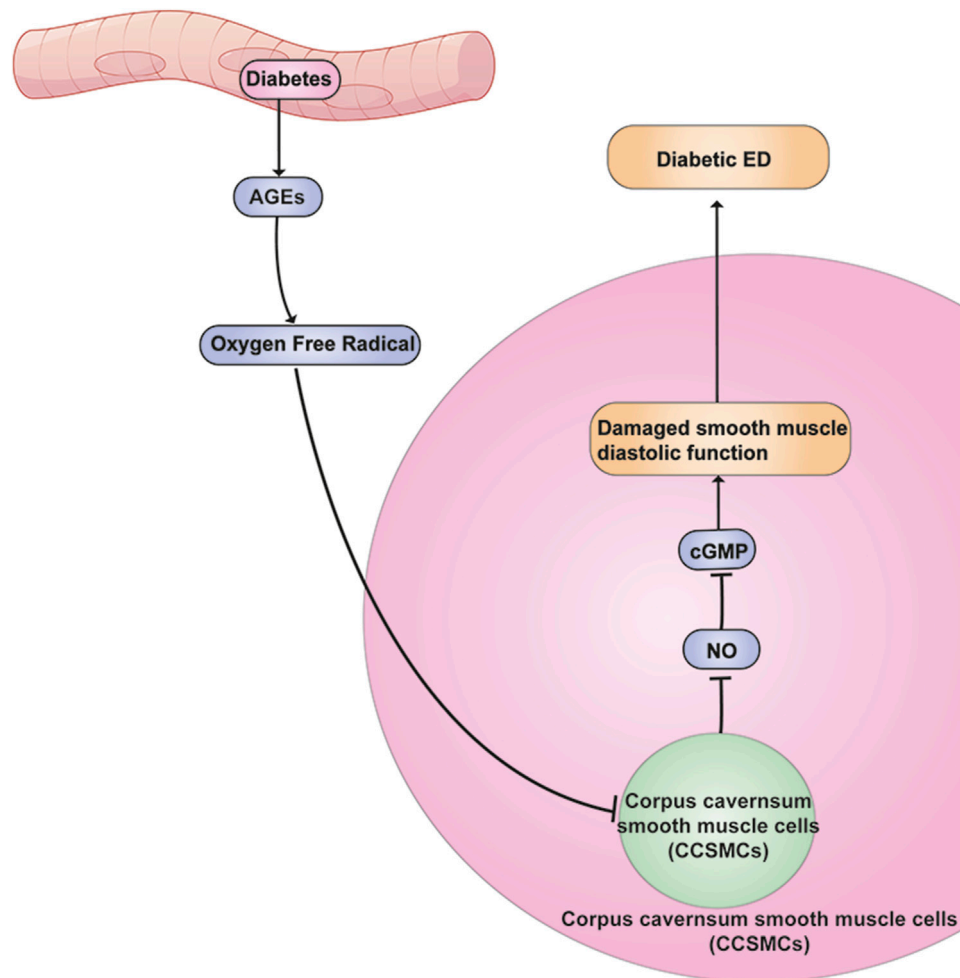 Diabetes
AGEs
Oxygen Free Radical
Diabetic ED
Damaged smooth muscle
diastolic function
cGMP
NO
Corpus cavernsum
smooth muscle cells
(CCSMCs)
Corpus cavernsum smooth muscle cells
(CCSMCs)